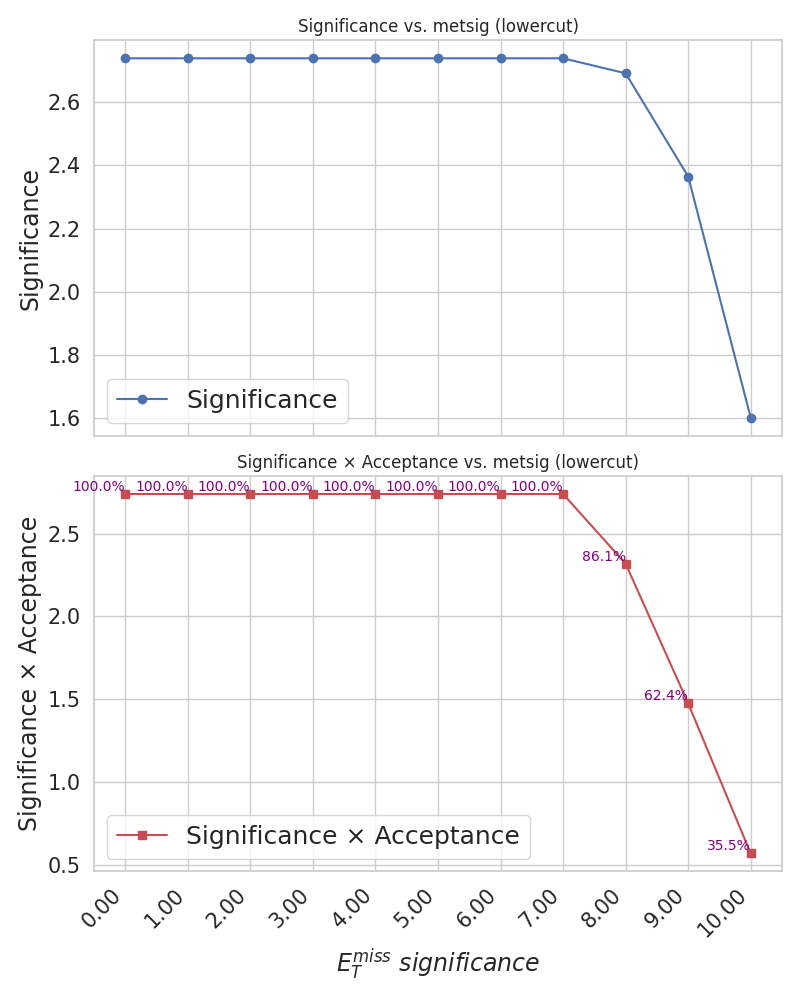 Significance vs. metsig (lowercut)
2.6
2.4
2.2
2.0
1.8
1.6
Significance
Significance
Significance × Acceptance vs. metsig (lowercut)
100.0% 100.0% 100.0% 100.0% 100.0% 100.0% 100.0% 100.0%
86.1%
62.4%
35.5%
2.5
2.0
1.5
1.0
0.5
Significance × Acceptance
Significance × Acceptance
0.00 1.00 2.00 3.00 4.00 5.00 6.00 7.00 8.00 9.00 10.00
$E_T^{miss}$ significance